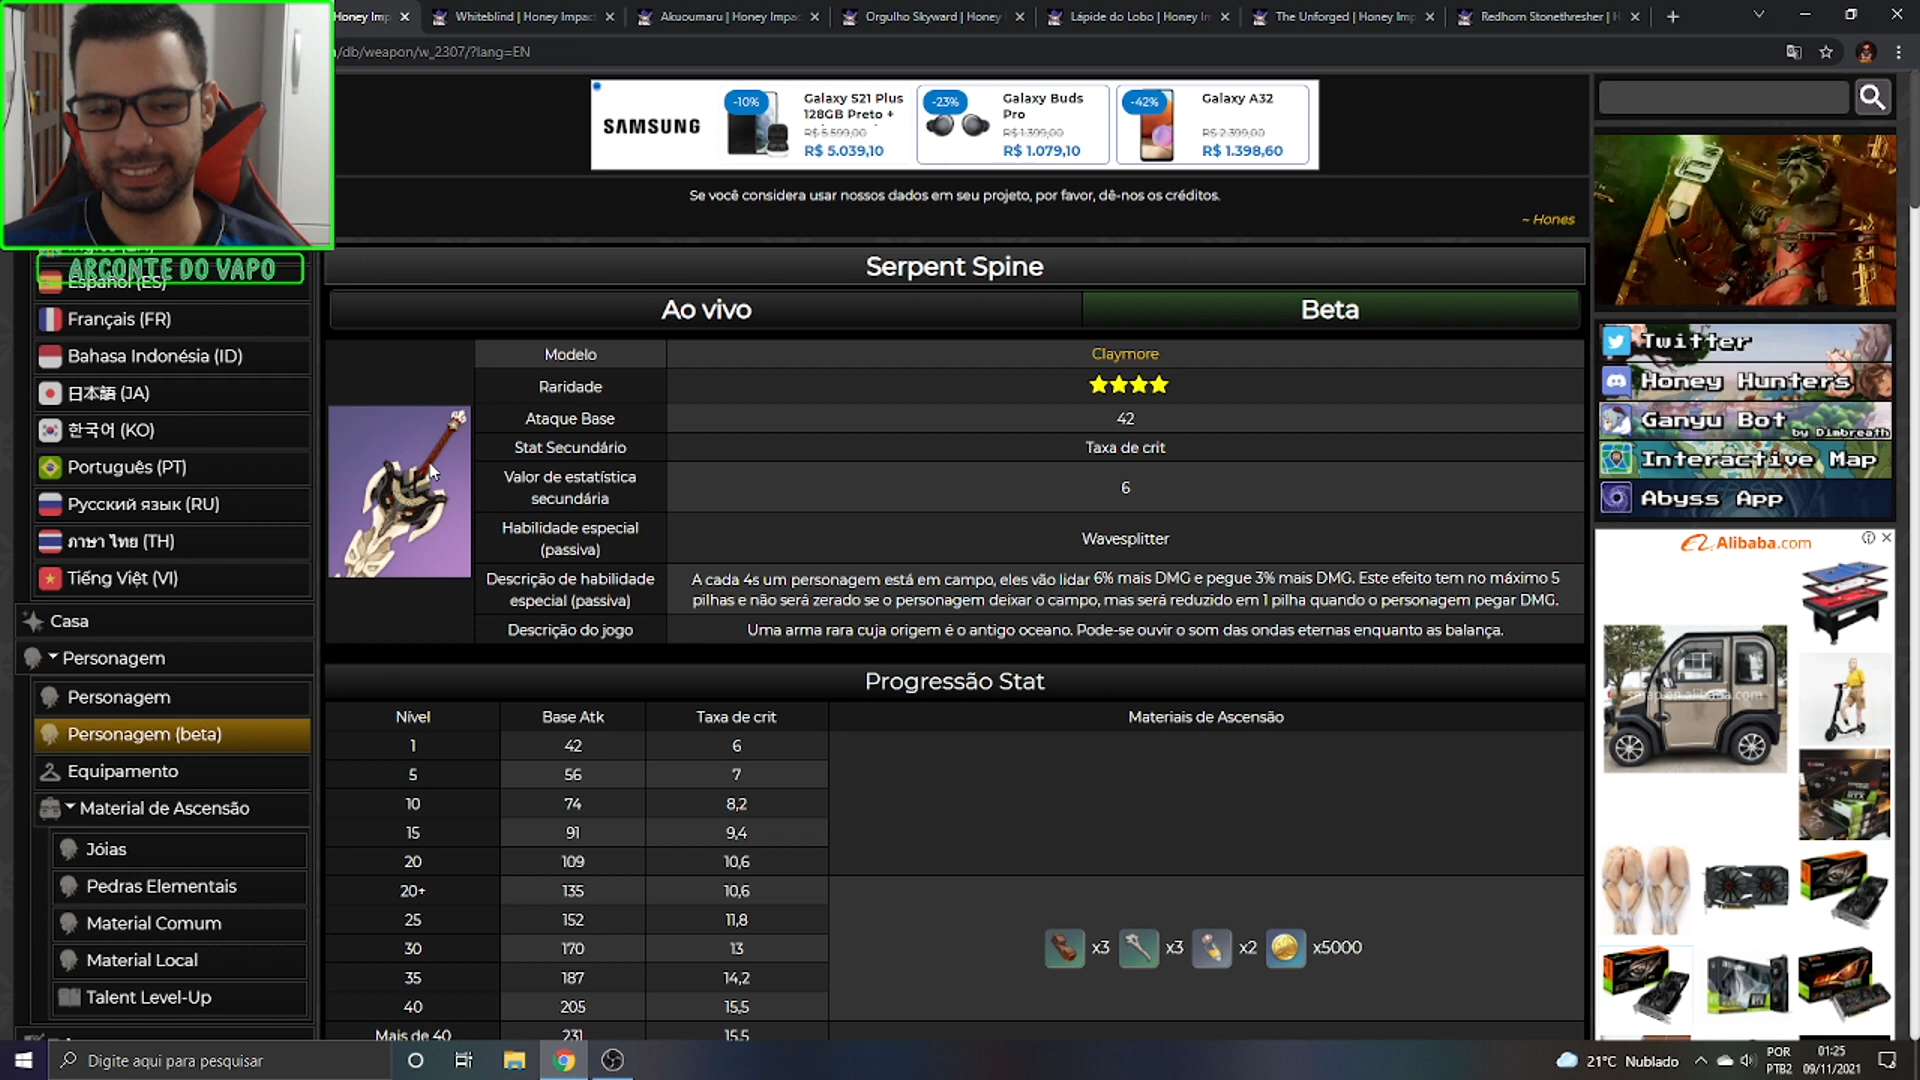 Honey Imp
Whiteblind | Honey Impac
Akuoumaru | Honey Impac
Orgulho Skyward | Honey
Lápide do Lobo | Honey In
The Unforged | Honey Imp
Redhorn Stonethresher | H
/db/weapon/w_2307/?lang=EN
SAMSUNG
-10%
Galaxy S21 Plus
128GB Preto +
R$ 5.599,00
R$ 5.039,10
-23%
Galaxy Buds
Pro
R$ 1.399,00
R$ 1.079,10
-42%
Galaxy A32
R$ 2.399,00
R$ 1.398,60
Se você considera usar nossos dados em seu projeto, por favor, dê-nos os créditos.
~ Hones
ARCONTE DO VAPO
Español (ES)
Français (FR)
Bahasa Indonésia (ID)
日本語 (JA)
한국어 (KO)
Português (PT)
Русский язык (RU)
ภาษา ไทย (TH)
Tiếng Việt (VI)
Casa
Personagem
Personagem
Personagem (beta)
Equipamento
Material de Ascensão
Jóias
Pedras Elementais
Material Comum
Material Local
Talent Level-Up
Serpent Spine
Ao vivo
Beta
Modelo
Claymore
Raridade
Ataque Base
42
Stat Secundário
Taxa de crit
Valor de estatística
secundária
6
Habilidade especial
(passiva)
Wavesplitter
Descrição de habilidade
especial (passiva)
A cada 4s um personagem está em campo, eles vão lidar 6% mais DMG e pegue 3% mais DMG. Este efeito tem no máximo 5
pilhas e não será zerado se o personagem deixar o campo, mas será reduzido em 1 pilha quando o personagem pegar DMG.
Descrição do jogo
Uma arma rara cuja origem é o antigo oceano. Pode-se ouvir o som das ondas eternas enquanto as balança.
Progressão Stat
Nível Base Atk Taxa de crit Materiais de Ascensão
1 42 6
5 56 7
10 74 8,2
15 91 9,4
20 109 10,6
20+ 135 10,6
25 152 11,8
30 170 13
35 187 14,2
40 205 15,5
Mais de 40 231 15,5
x3 x3 x2 x5000
Twitter
Honey Hunters
Ganyu Bot
by Dimbreath
Interactive Map
Abyss App
Alibaba.com
Digite aqui para pesquisar
21°C Nublado
POR
PTB2
01:25
09/11/2021